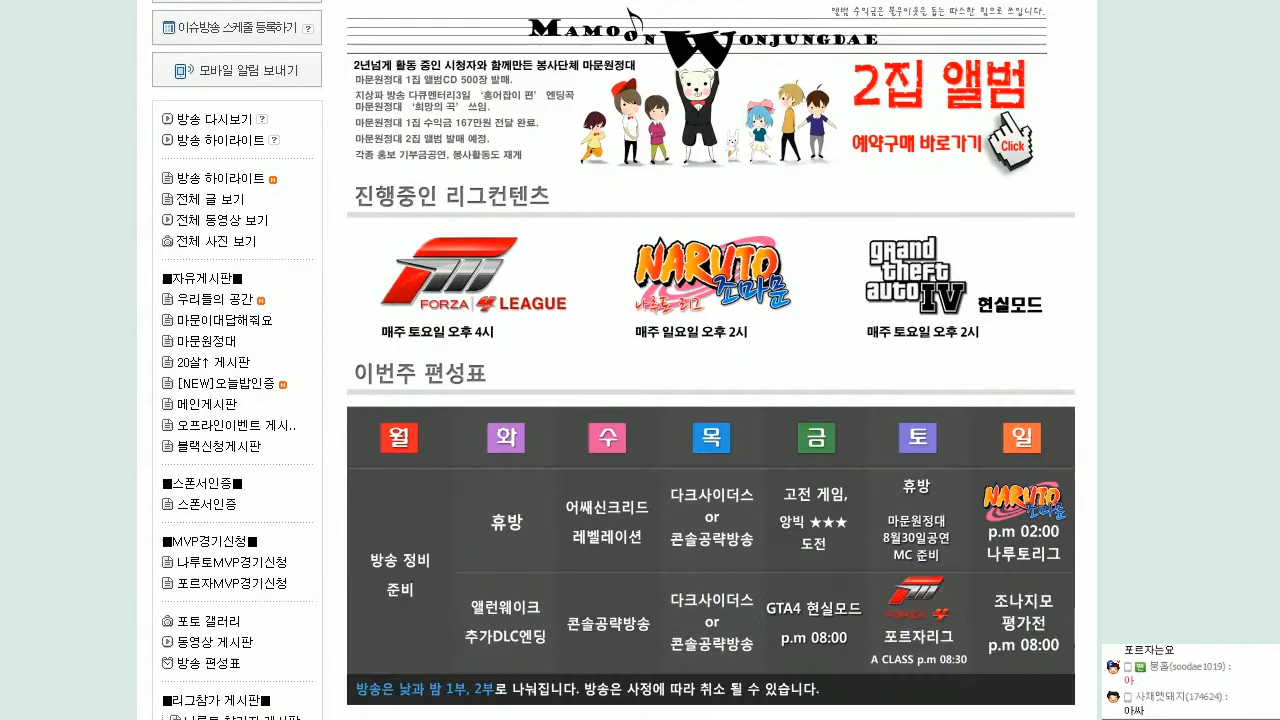 이슈방송 스케줄 등록하기 ?
모바일 알림 보내기
방송 다시보기 ?
방송 하이라이트 ?
방송 하이라이트 N
전체 글 보기
전체 동영상 보기
전체 사진 보기
■자유게시판■
우리들의 공간 N
마문이에게 해줘요
마문원정대
20살↑ 게시판
[NEW]오늘밤인증 N
메인게시판
오프라인이벤트 게시..
블랙신청게시판
■스폰서인증■
스폰서인증
■MVP경기신청■
나루토MVP경기신청
포르자MVP경기신청
포토갤러리
동영상 게시판
방송 편성표
■리그참가 게시판■
앨범 수익금은 불우이웃을 돕는 따스한 힘으로 쓰입니다.
MAMOON WONJUNGDAE
2년넘게 활동 중인 시청자와 함께만든 봉사단체 마문원정대
마문원정대 1집 앨범CD 500장 발매.
지상파 방송 다큐멘터리3일 ‘홍어잡이 편’ 엔딩곡
마문원정대 ‘희망의 곡’ 쓰임.
마문원정대 1집 수익금 167만원 전달 완료.
마문원정대 2집 앨범 발매 예정.
각종 홍보 기부금공연, 봉사활동도 재게
2집 앨범
예약구매 바로가기
Click
진행중인 리그컨텐츠
FORZA 4 LEAGUE
매주 토요일 오후 4시
NARUTO 조마문
나루토 리그
매주 일요일 오후 2시
grand theft auto IV 현실모드
매주 토요일 오후 2시
이번주 편성표
월 화 수 목 금 토 일
방송 정비
준비
휴방
앨런웨이크
추가DLC엔딩
어쌔신크리드
레벨레이션
콘솔공략방송
다크사이더스
or
콘솔공략방송
다크사이더스
or
콘솔공략방송
고전 게임,
앙빅 ★★★
도전
GTA4 현실모드
p.m 08:00
휴방
마문원정대
8월30일공연
MC 준비
FORZA 4
포르자리그
A CLASS p.m 08:30
NARUTO 조마문
p.m 02:00
나루토리그
조나지모
평가전
p.m 08:00
방송은 낮과 밤 1부, 2부로 나눠집니다. 방송은 사정에 따라 취소 될 수 있습니다.
포르자는요
붕흘(soodae1019) :
아
사채멧돼지(174624) :
아싸